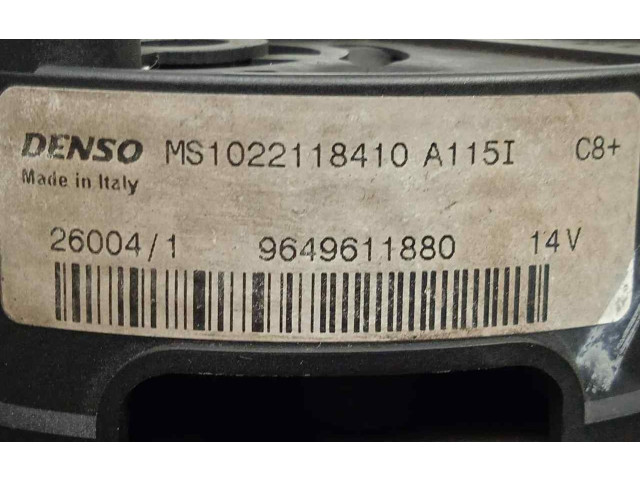 DENSO MS1022118410 A115I C8+
Made in Italy
26004/1 9649611880 14V